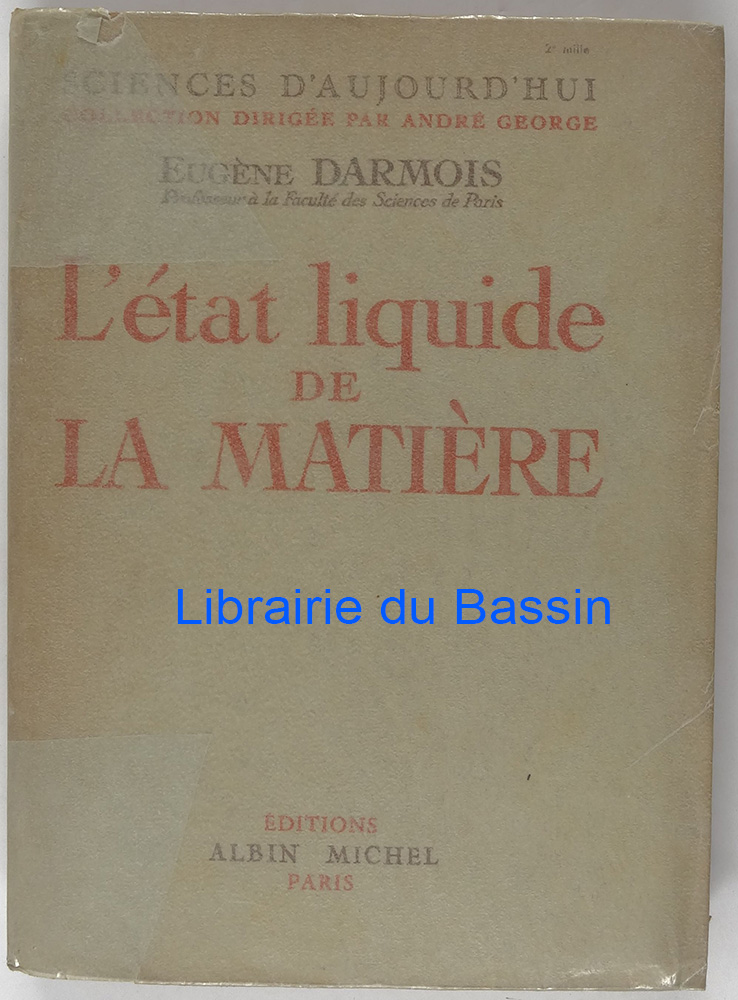 2e mille
SCIENCES D'AUJOURD'HUI
COLLECTION DIRIGÉE PAR ANDRÉ GEORGE
EUGÈNE DARMOIS
Professeur à la Faculté des Sciences de Paris
L'état liquide
DE
LA MATIÈRE
Librairie du Bassin
ÉDITIONS
ALBIN MICHEL
PARIS